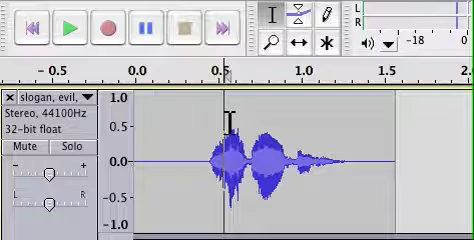 L
R
-18 0
- 0.5 0.0 0.5 1.0 1.5 2.0
slogan, evil,
Stereo, 44100Hz
32-bit float
Mute Solo
- +
L R
1.0
0.5
0.0
-0.5
-1.0